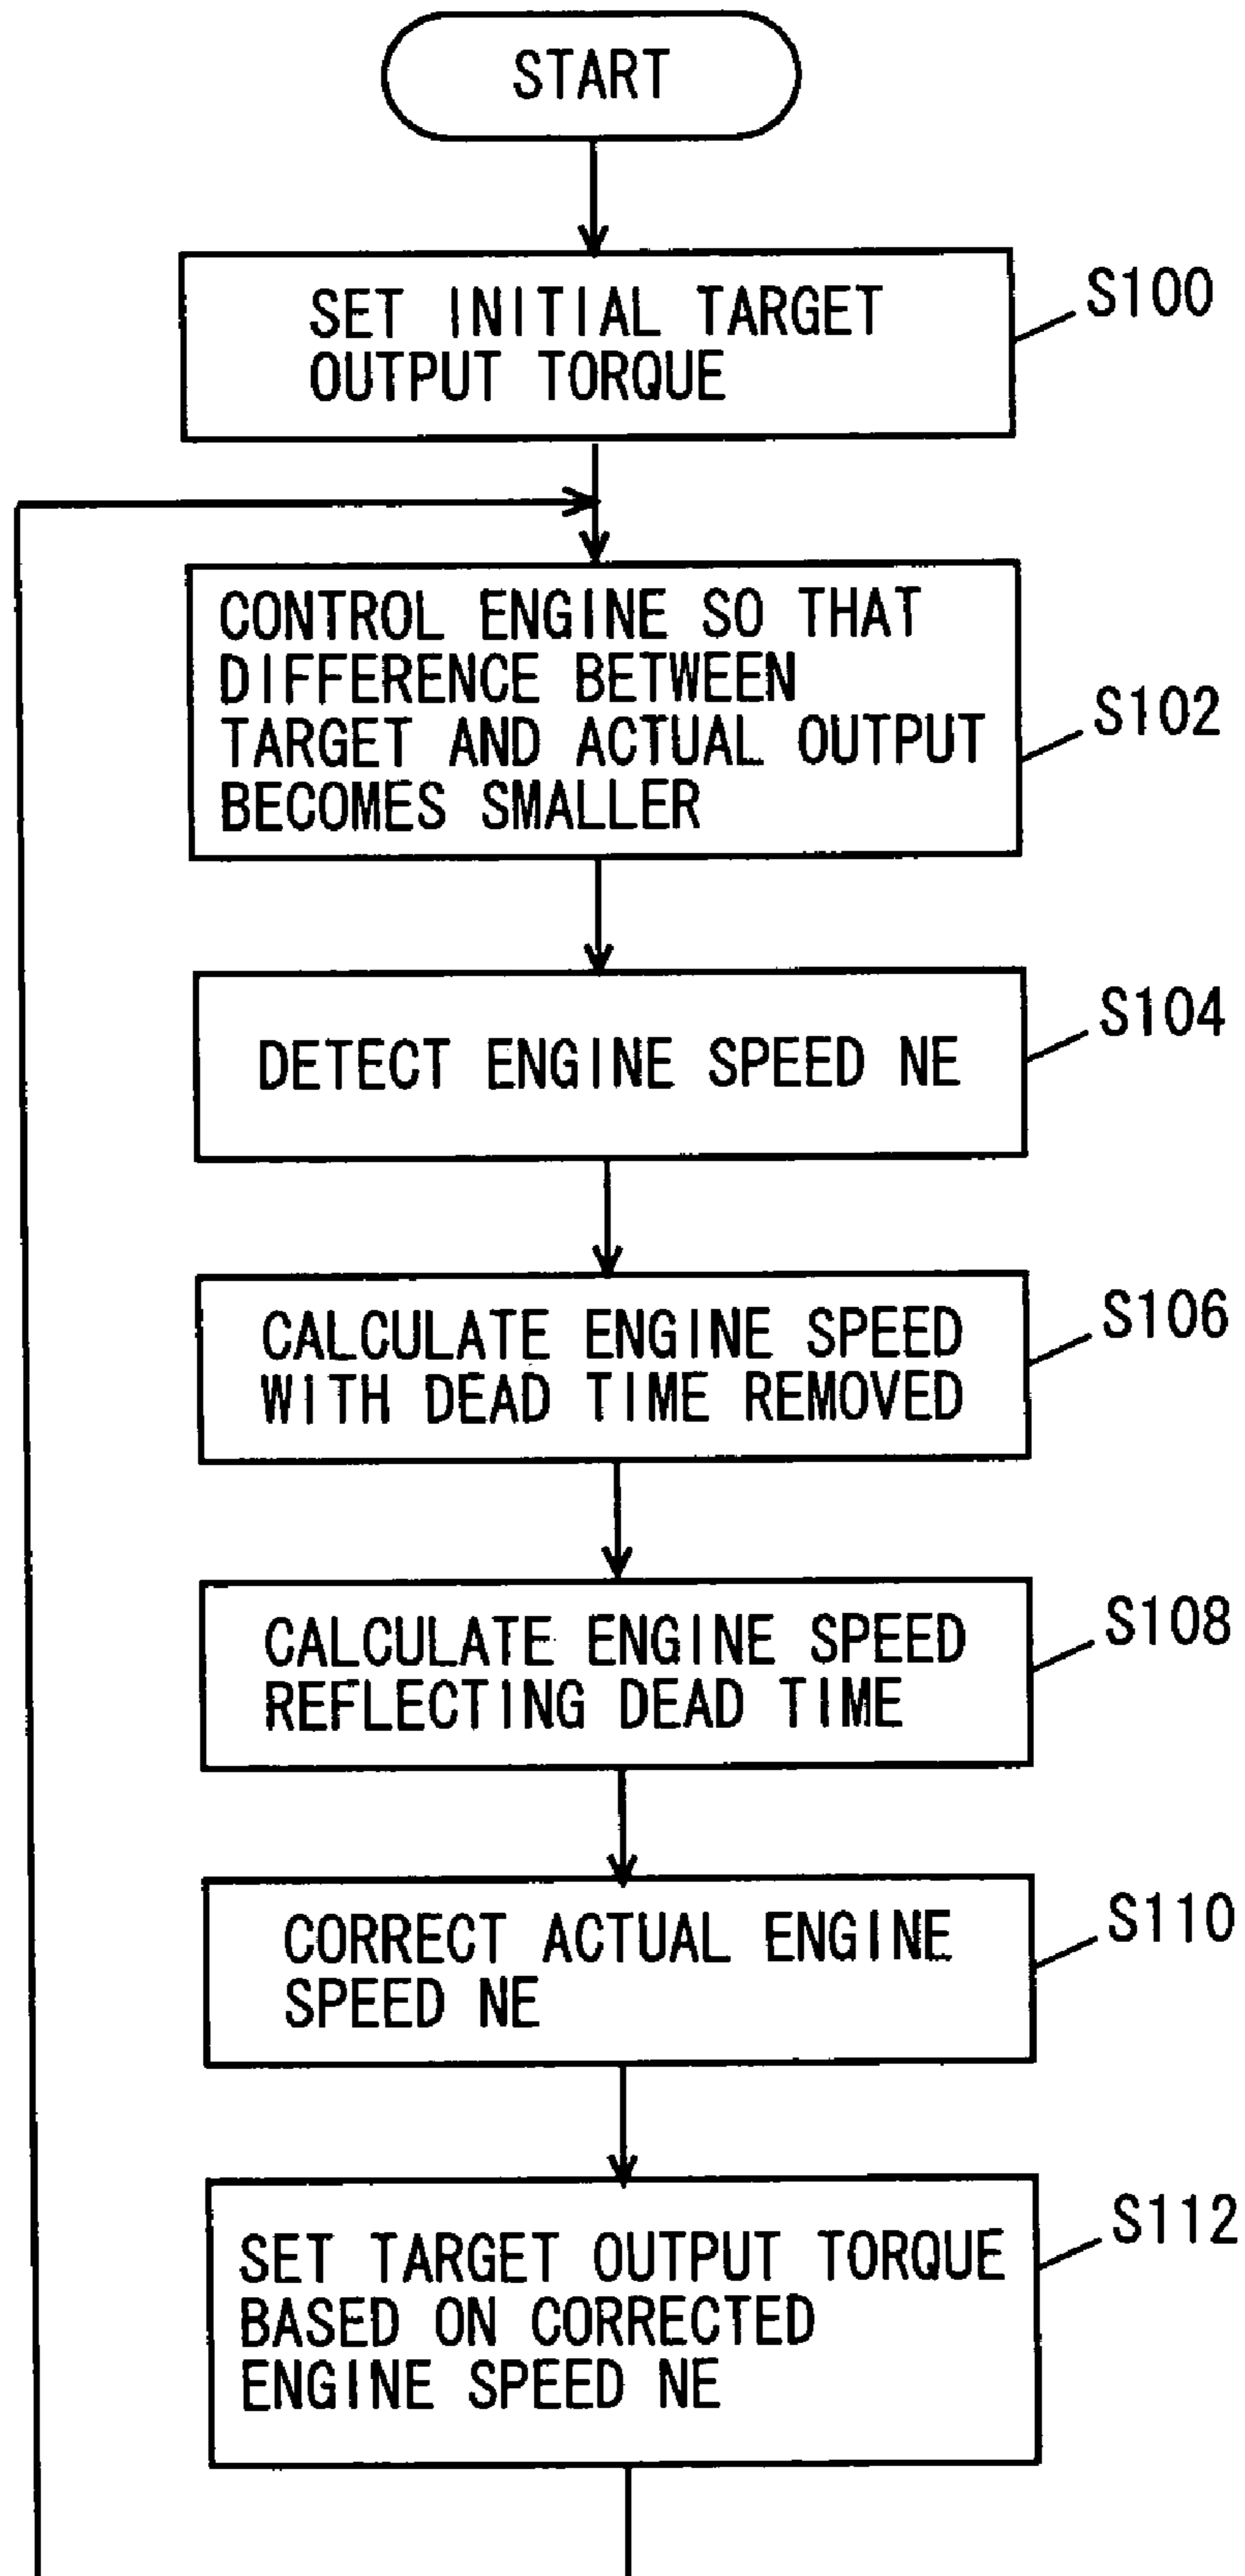 START
SET INITIAL TARGET
OUTPUT TORQUE
S100
CONTROL ENGINE SO THAT
DIFFERENCE BETWEEN
TARGET AND ACTUAL OUTPUT
BECOMES SMALLER
S102
DETECT ENGINE SPEED NE
S104
CALCULATE ENGINE SPEED
WITH DEAD TIME REMOVED
S106
CALCULATE ENGINE SPEED
REFLECTING DEAD TIME
S108
CORRECT ACTUAL ENGINE
SPEED NE
S110
SET TARGET OUTPUT TORQUE
BASED ON CORRECTED
ENGINE SPEED NE
S112